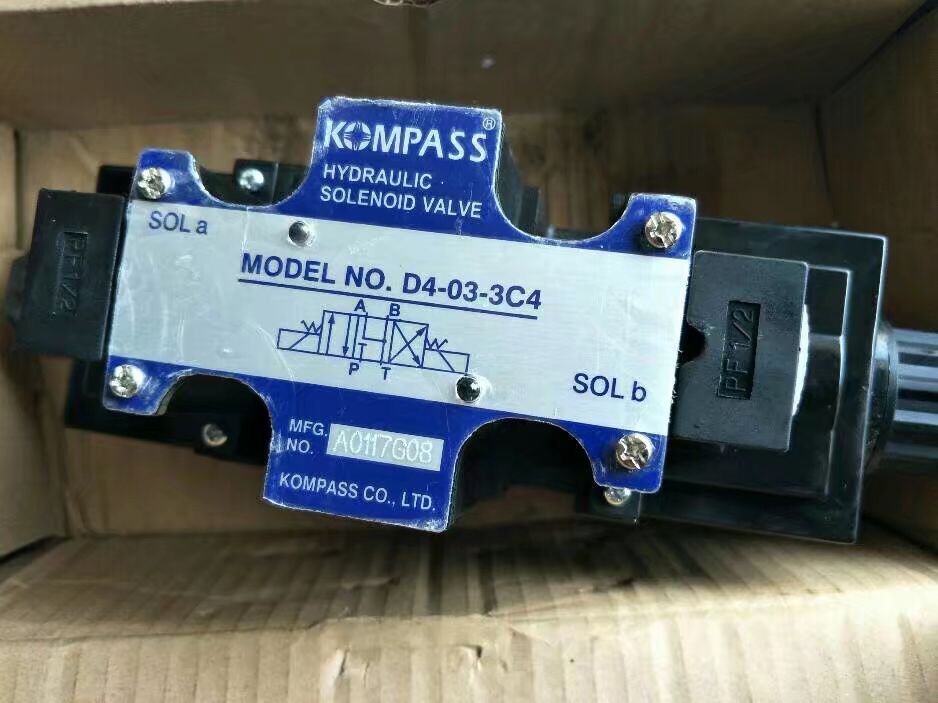 KOMPASS®
HYDRAULIC
SOLENOID VALVE
SOL a
MODEL NO. D4-03-3C4
A B
P T
SOL b
MFG.
NO. A0117G08
KOMPASS CO., LTD.
PF1/2
PF1/2